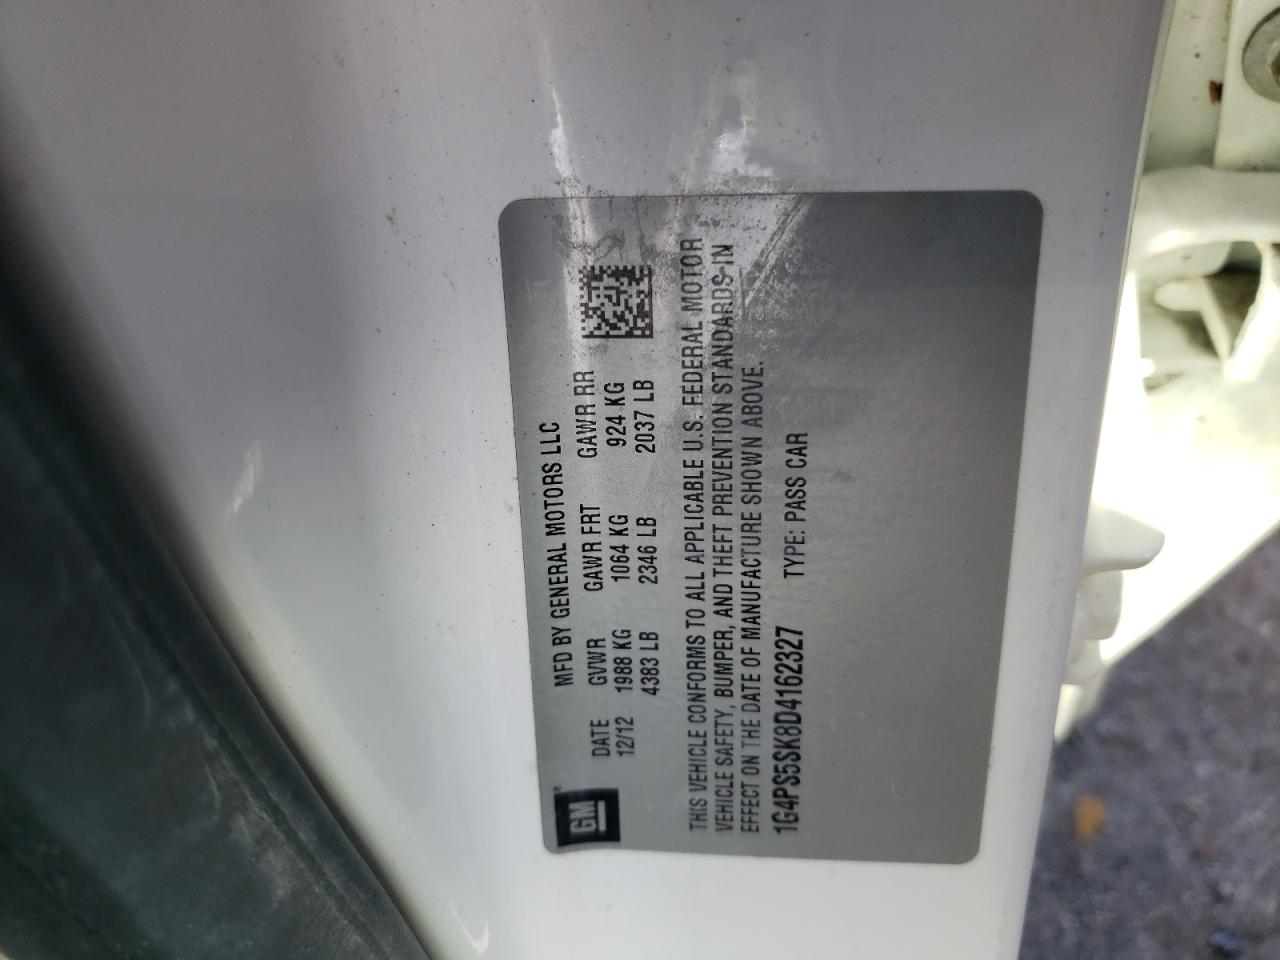 GM ®
MFD BY GENERAL MOTORS LLC
DATE GVWR GAWR FRT GAWR RR
12/12 1988 KG 1064 KG 924 KG
4383 LB 2346 LB 2037 LB
THIS VEHICLE CONFORMS TO ALL APPLICABLE U.S. FEDERAL MOTOR
VEHICLE SAFETY, BUMPER, AND THEFT PREVENTION STANDARDS IN
EFFECT ON THE DATE OF MANUFACTURE SHOWN ABOVE.
1G4PS5SK8D4162327 TYPE: PASS CAR